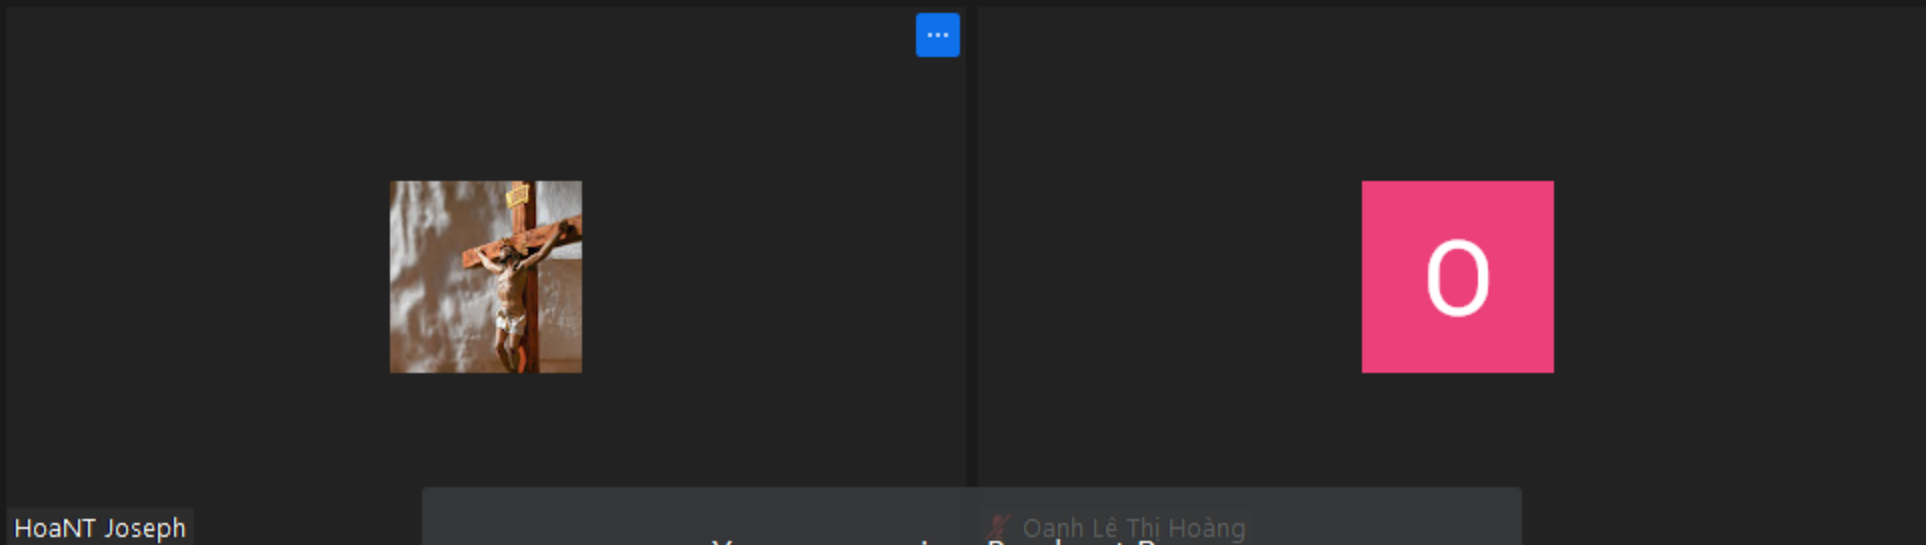 O
HoaNT Joseph
Oanh Lê Thị Hoàng